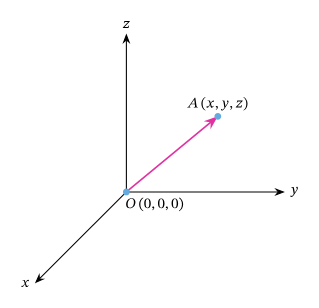 z
A (x, y, z)
y
O (0, 0, 0)
x